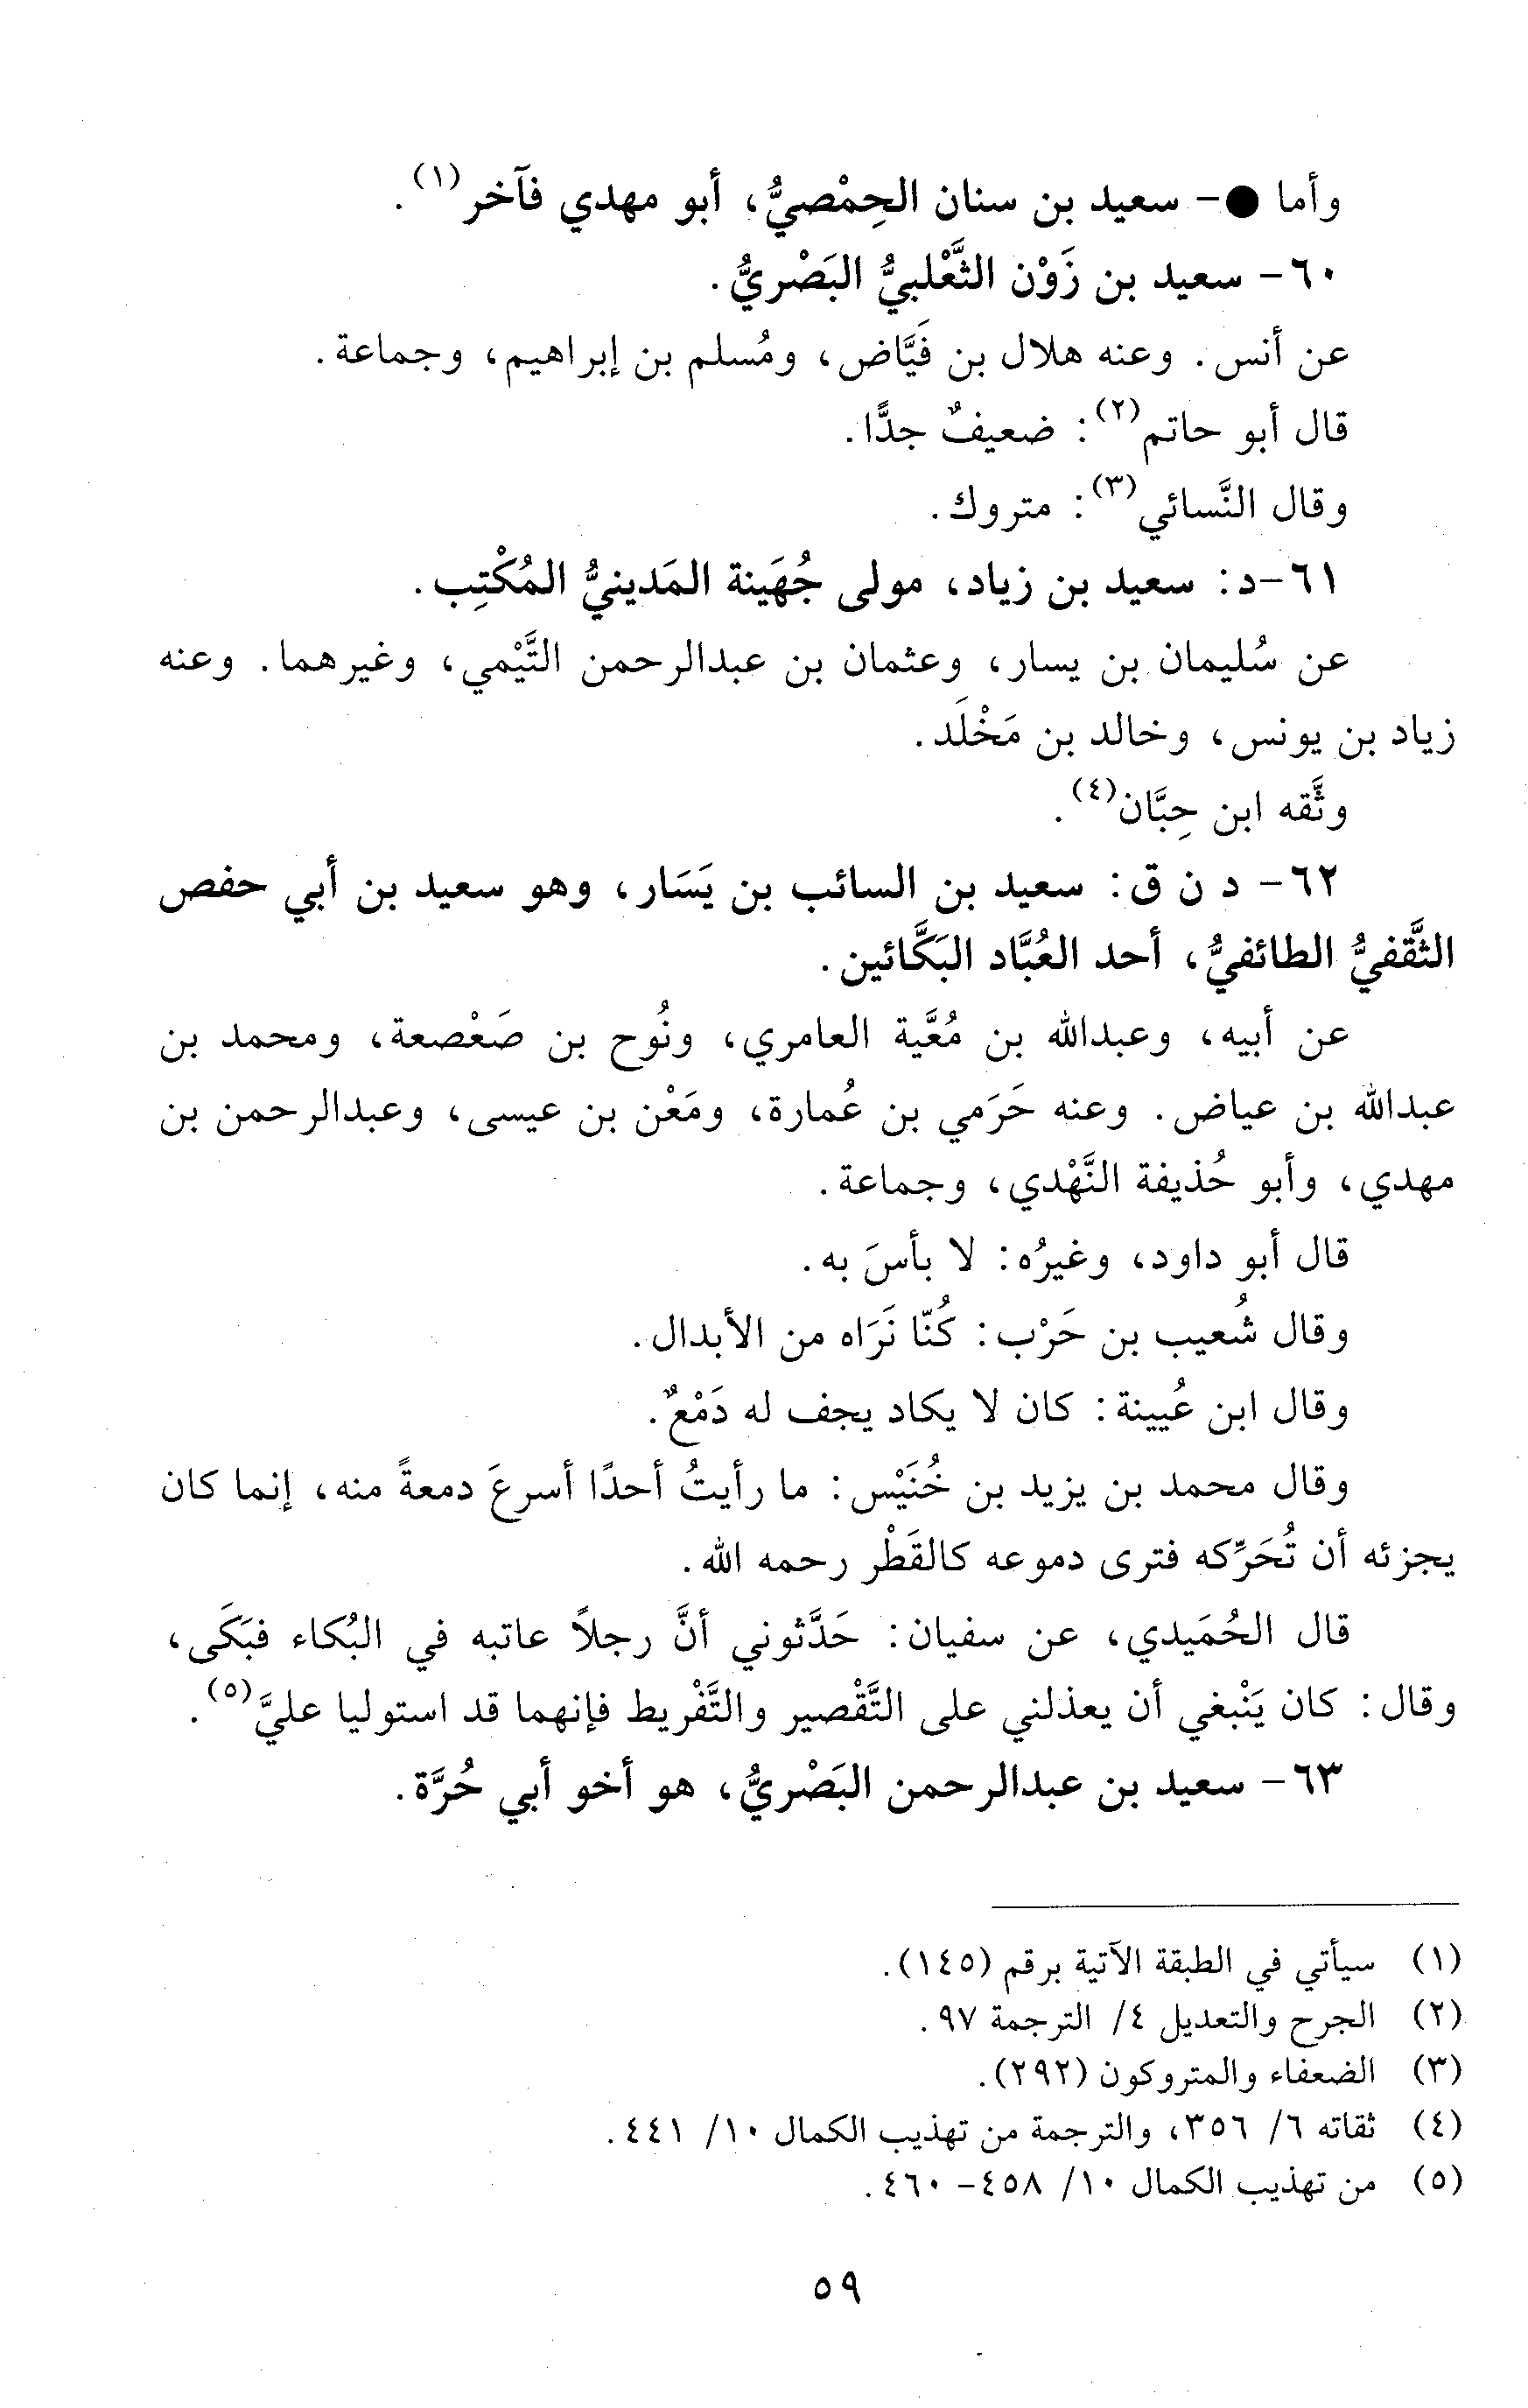 وأما ●- سعيد بن سنان الحِمْصيُّ، أبو مهدي فآخر(١).
٦٠- سعيد بن زَوْن الثَّعْلبيُّ البَصْريُّ.
عن أنس. وعنه هلال بن فَيَّاض، ومُسلم بن إبراهيم، وجماعة.
قال أبو حاتم(٢): ضعيفٌ جدًّا.
وقال النَّسائي(٣): متروك.
٦١-د: سعيد بن زياد، مولى جُهَينة المَدينيُّ المُكْتِب.
عن سُليمان بن يسار، وعثمان بن عبدالرحمن التَّيْمي، وغيرهما. وعنه
زياد بن يونس، وخالد بن مَخْلَد.
وثَّقه ابن حِبَّان(٤).
٦٢- د ن ق: سعيد بن السائب بن يَسَار، وهو سعيد بن أبي حفص
الثَّقفيُّ الطائفيُّ، أحد العُبَّاد البَكَّائين.
عن أبيه، وعبدالله بن مُعَّية العامري، ونُوح بن صَعْصعة، ومحمد بن
عبدالله بن عياض. وعنه حَرَمي بن عُمارة، ومَعْن بن عيسى، وعبدالرحمن بن
مهدي، وأبو حُذيفة النَّهْدي، وجماعة.
قال أبو داود، وغيرُه: لا بأسَ به.
وقال شُعيب بن حَرْب: كُنّا نَرَاه من الأبدال.
وقال ابن عُيينة: كان لا يكاد يجف له دَمْعٌ.
وقال محمد بن يزيد بن خُنَيْس: ما رأيتُ أحدًا أسرعَ دمعةً منه، إنما كان
يجزئه أن تُحَرِّكه فترى دموعه كالقَطْر رحمه الله.
قال الحُمَيدي، عن سفيان: حَدَّثوني أنَّ رجلاً عاتبه في البُكاء فبَكَى،
وقال: كان يَنْبغي أن يعذلني على التَّقْصير والتَّفْريط فإنهما قد استوليا عليَّ(٥).
٦٣- سعيد بن عبدالرحمن البَصْريُّ، هو أخو أبي حُرَّة.
(١) سيأتي في الطبقة الآتية برقم (١٤٥).
(٢) الجرح والتعديل ٤/ الترجمة ٩٧.
(٣) الضعفاء والمتروكون (٢٩٢).
(٤) ثقاته ٦/ ٣٥٦، والترجمة من تهذيب الكمال ١٠/ ٤٤١.
(٥) من تهذيب الكمال ١٠/ ٤٥٨- ٤٦٠.
٥٩